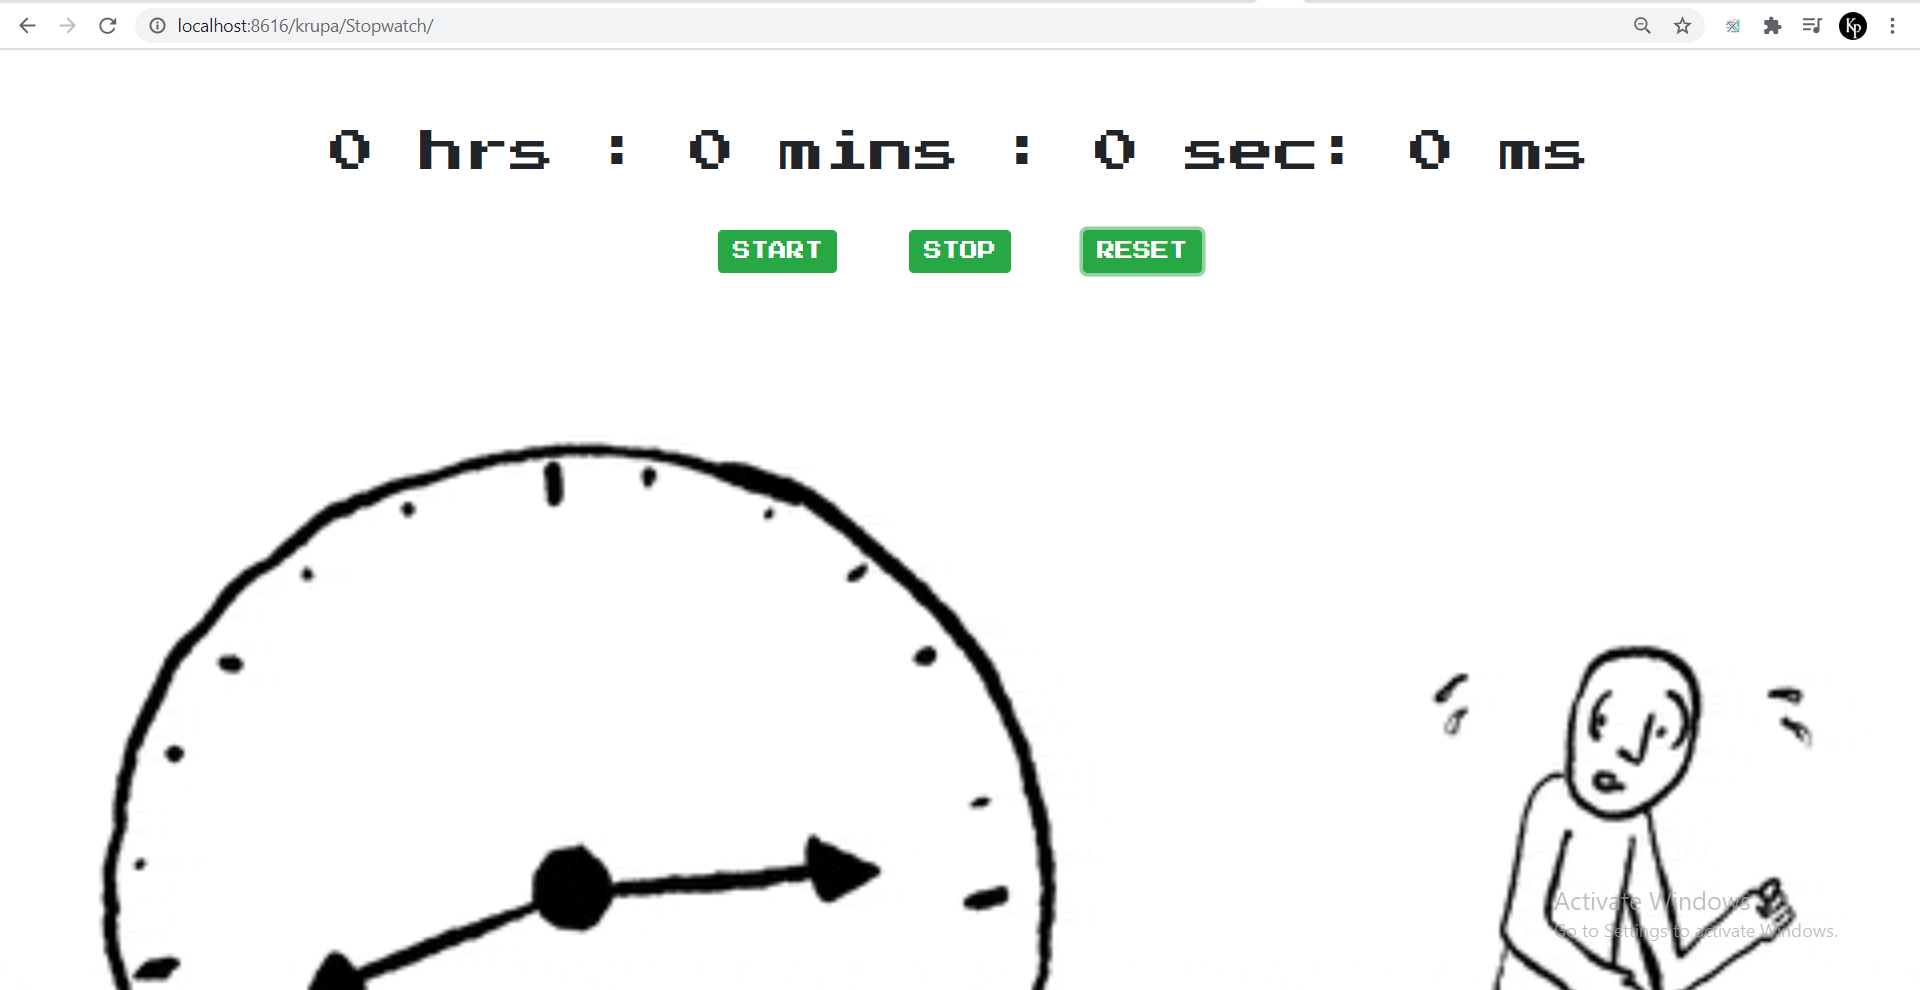 localhost:8616/krupa/Stopwatch/
Kp
0 hrs : 0 mins : 0 sec: 0 ms
START STOP RESET
Activate Windows
Go to Settings to activate Windows.